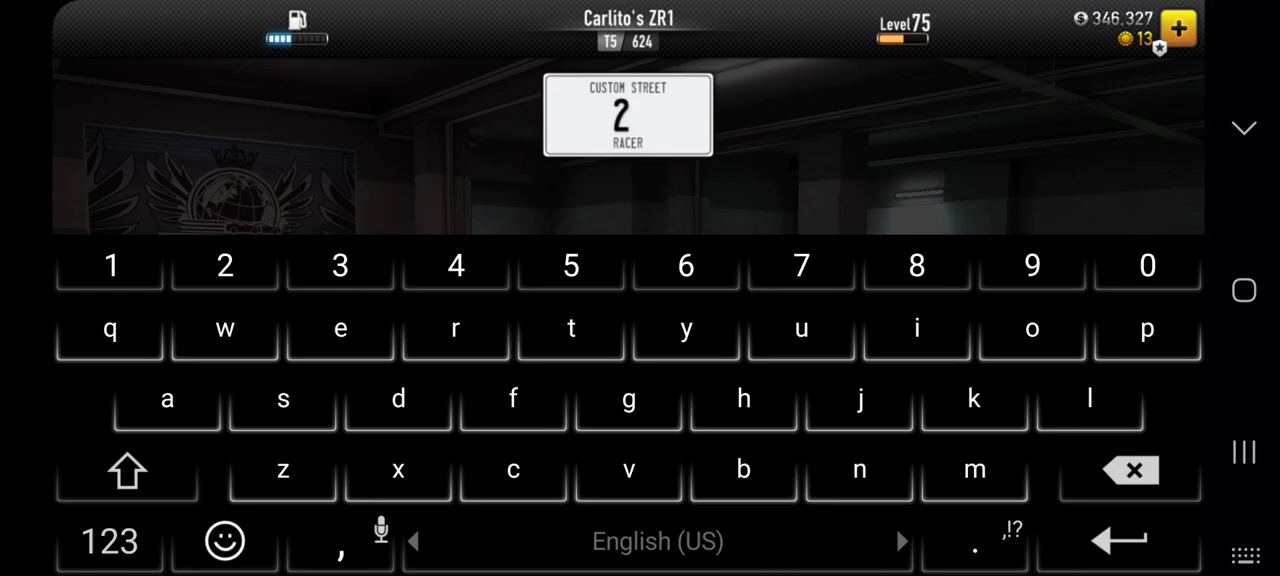 Carlito's ZR1
T5 624
Level 75
346,327
13
CUSTOM STREET
2
RACER
1 2 3 4 5 6 7 8 9 0
q w e r t y u i o p
a s d f g h j k l
z x c v b n m
123 , English (US) . ,!?